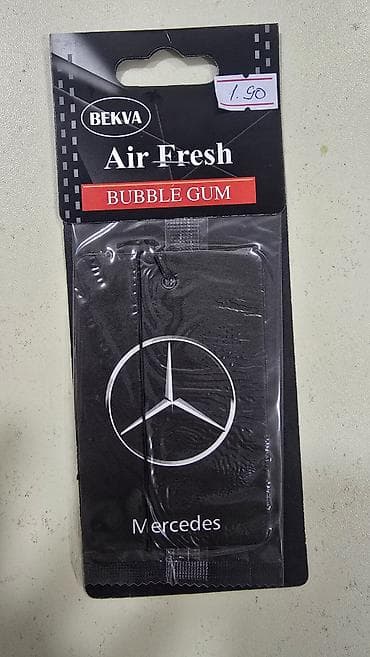 1.90
BEKVA
Air Fresh
BUBBLE GUM
Mercedes